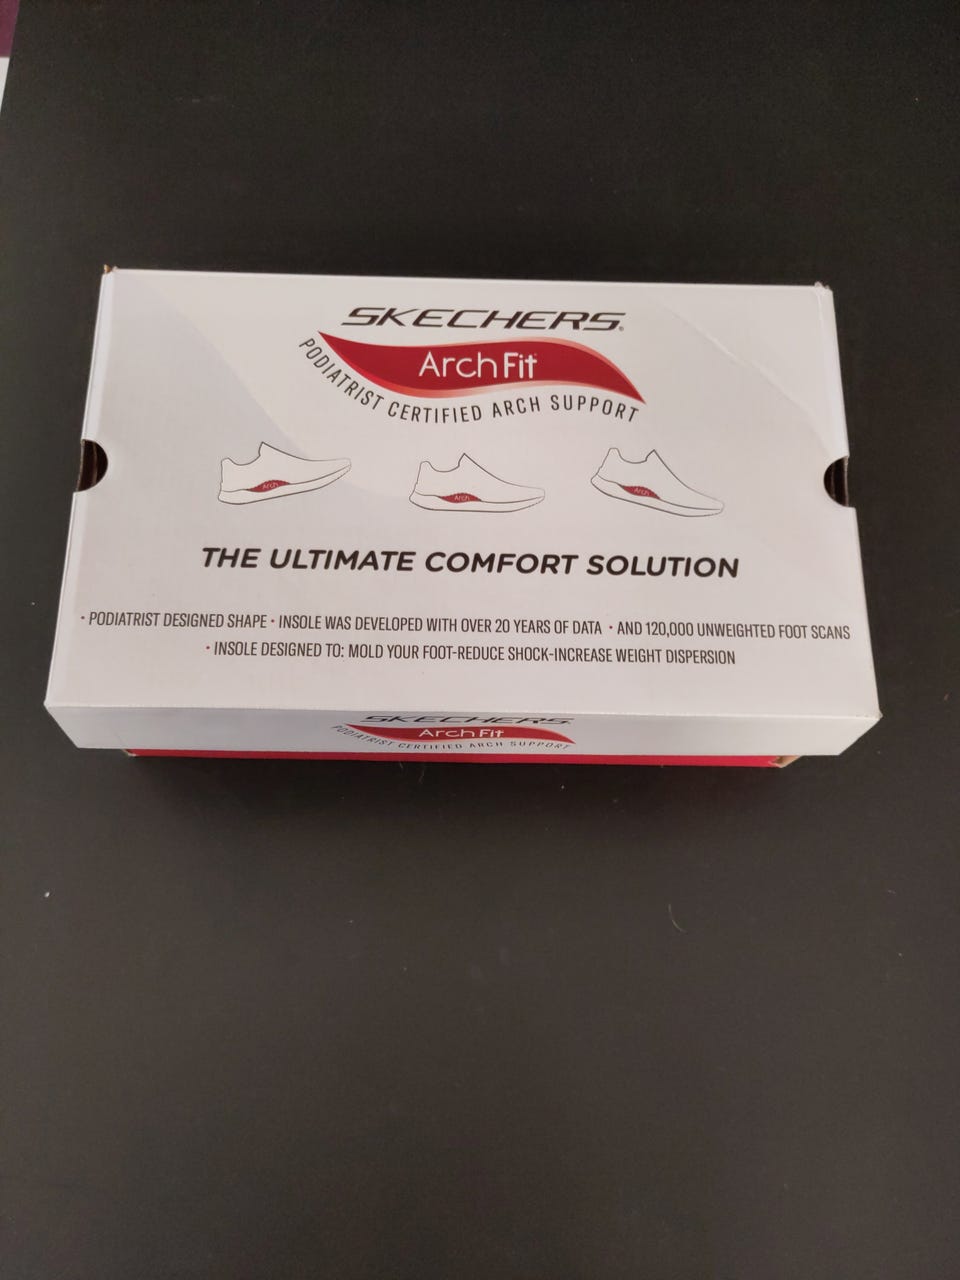 SKECHERS®
Arch Fit
PODIATRIST CERTIFIED ARCH SUPPORT
Arch Arch Arch
THE ULTIMATE COMFORT SOLUTION
• PODIATRIST DESIGNED SHAPE • INSOLE WAS DEVELOPED WITH OVER 20 YEARS OF DATA • AND 120,000 UNWEIGHTED FOOT SCANS
• INSOLE DESIGNED TO: MOLD YOUR FOOT-REDUCE SHOCK-INCREASE WEIGHT DISPERSION
SKECHERS
Arch Fit
PODIATRIST CERTIFIED ARCH SUPPORT